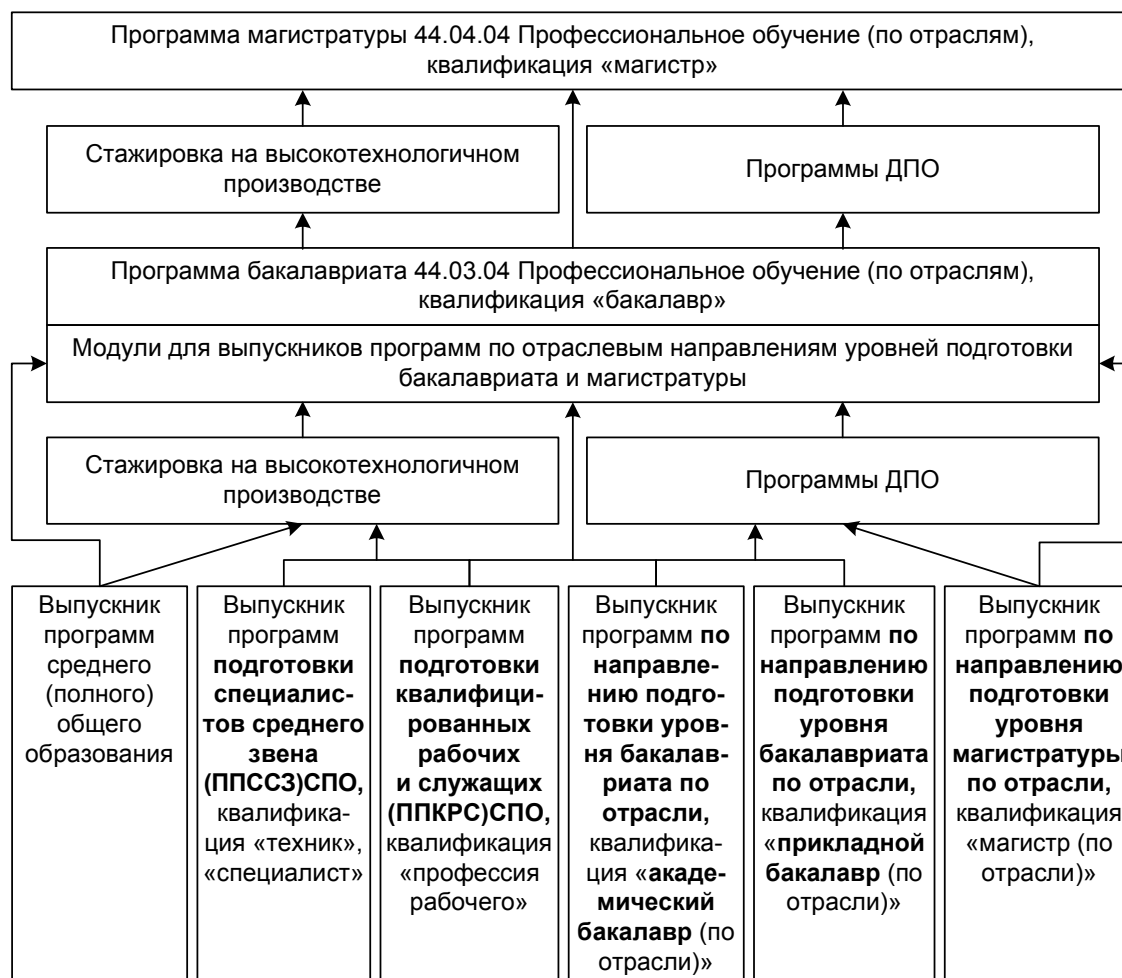 Программа магистратуры 44.04.04 Профессиональное обучение (по отраслям),
квалификация «магистр»
Стажировка на высокотехнологичном
производстве
Программы ДПО
Программа бакалавриата 44.03.04 Профессиональное обучение (по отраслям),
квалификация «бакалавр»
Модули для выпускников программ по отраслевым направлениям уровней подготовки
бакалавриата и магистратуры
Стажировка на высокотехнологичном
производстве
Программы ДПО
Выпускник
программ
среднего
(полного)
общего
образования
Выпускник
программ
подготовки
специалис-
тов среднего
звена
(ППССЗ)СПО,
квалифика-
ция «техник»,
«специалист»
Выпускник
программ
подготовки
квалифици-
рованных
рабочих
и служащих
(ППКРС)СПО,
квалификация
«профессия
рабочего»
Выпускник
программ по
направле-
нию подго-
товки уров-
ня бакалав-
риата по
отрасли,
квалифика-
ция «акаде-
мический
бакалавр (по
отрасли)»
Выпускник
программ по
направлению
подготовки
уровня
бакалавриата
по отрасли,
квалификация
«прикладной
бакалавр (по
отрасли)»
Выпускник
программ по
направлению
подготовки
уровня
магистратуры
по отрасли,
квалификация
«магистр (по
отрасли)»